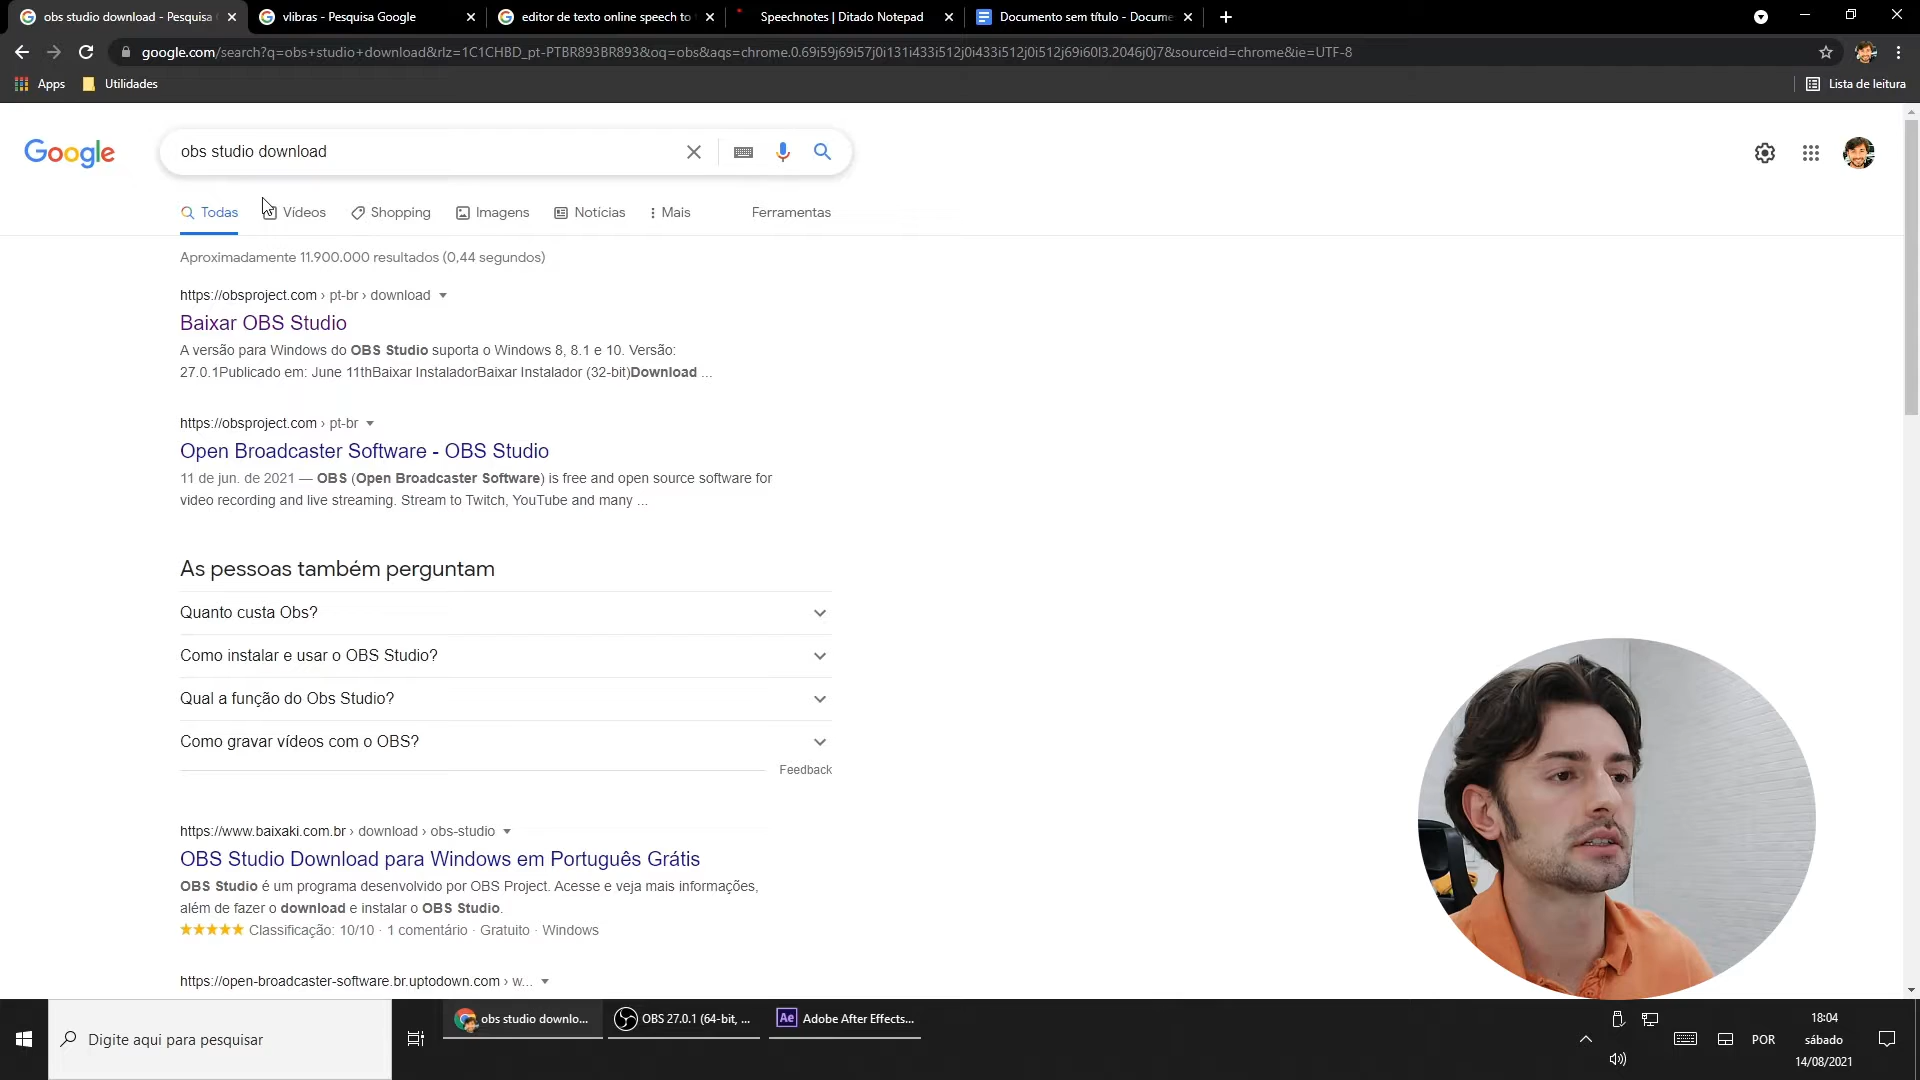 obs studio download - Pesquisa
vlibras - Pesquisa Google
editor de texto online speech to
Speechnotes | Ditado Notepad
Documento sem título - Docume
google.com/search?q=obs+studio+download&rlz=1C1CHBD_pt-PTBR893BR893&oq=obs&aqs=chrome.0.69i59j69i57j0i131i433i512j0i433i512j0i512j69i60l3.2046j0j7&sourceid=chrome&ie=UTF-8
Apps
Utilidades
Lista de leitura
Google
obs studio download
Todas
Vídeos
Shopping
Imagens
Notícias
Mais
Ferramentas
Aproximadamente 11.900.000 resultados (0,44 segundos)
https://obsproject.com › pt-br › download
Baixar OBS Studio
A versão para Windows do OBS Studio suporta o Windows 8, 8.1 e 10. Versão:
27.0.1Publicado em: June 11thBaixar InstaladorBaixar Instalador (32-bit)Download ...
https://obsproject.com › pt-br
Open Broadcaster Software - OBS Studio
11 de jun. de 2021 — OBS (Open Broadcaster Software) is free and open source software for
video recording and live streaming. Stream to Twitch, YouTube and many ...
As pessoas também perguntam
Quanto custa Obs?
Como instalar e usar o OBS Studio?
Qual a função do Obs Studio?
Como gravar vídeos com o OBS?
Feedback
https://www.baixaki.com.br › download › obs-studio
OBS Studio Download para Windows em Português Grátis
OBS Studio é um programa desenvolvido por OBS Project. Acesse e veja mais informações,
além de fazer o download e instalar o OBS Studio.
Classificação: 10/10 · 1 comentário · Gratuito · Windows
https://open-broadcaster-software.br.uptodown.com › w...
Digite aqui para pesquisar
obs studio downlo...
OBS 27.0.1 (64-bit, ...
Ae Adobe After Effects...
POR
18:04
sábado
14/08/2021